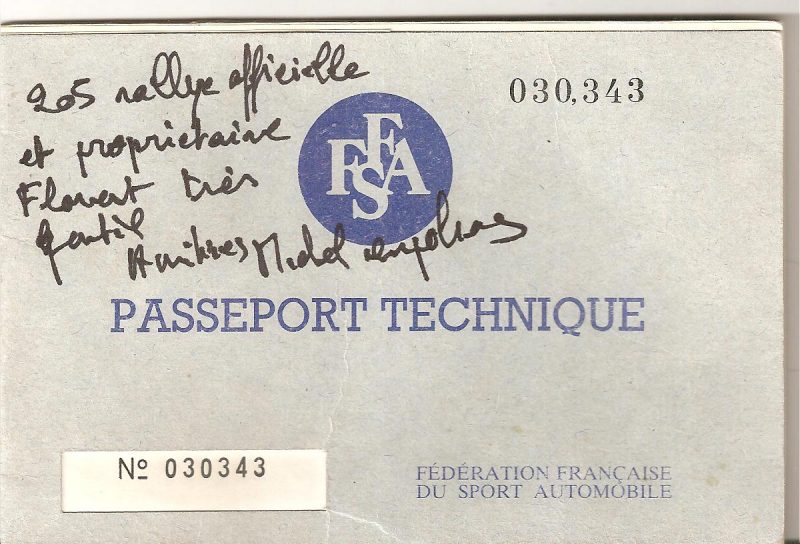 205 rallye officielle
et propriétaire
Florent très
gentil
Amitiés Michel
030,343
FFSA
PASSEPORT TECHNIQUE
Nº 030343
FÉDÉRATION FRANÇAISE
DU SPORT AUTOMOBILE